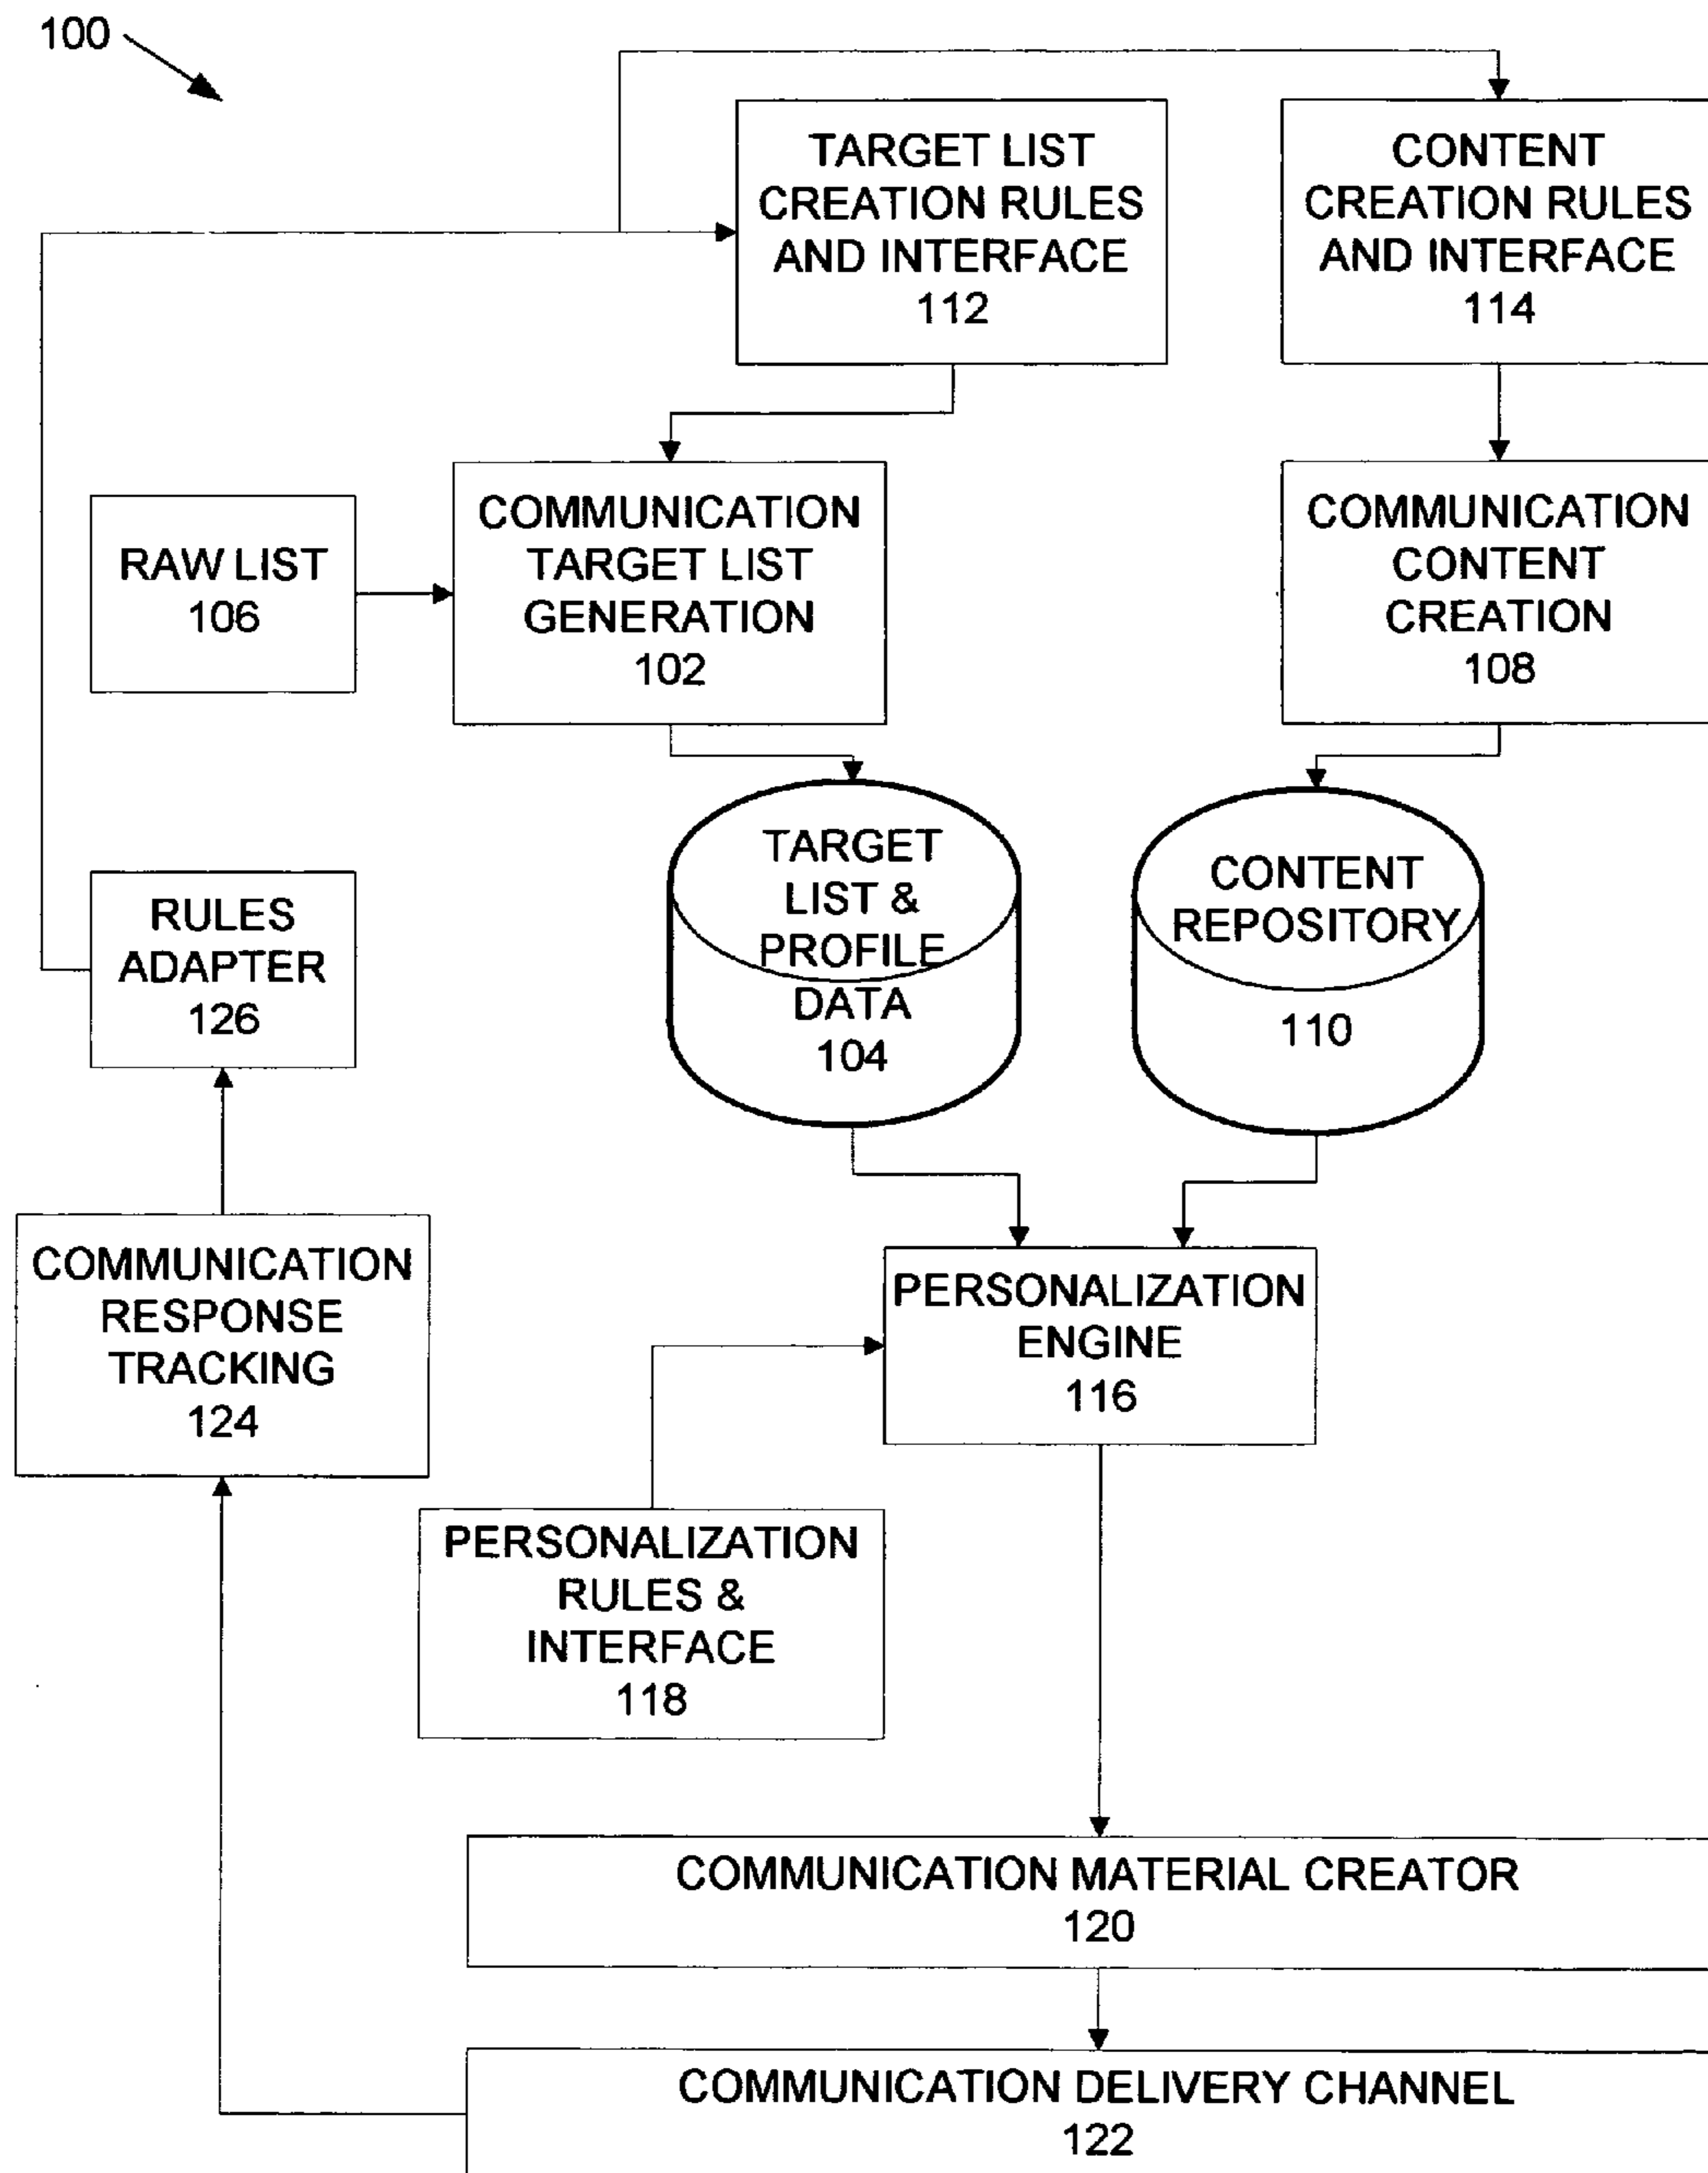 100
TARGET LIST
CREATION RULES
AND INTERFACE
112
CONTENT
CREATION RULES
AND INTERFACE
114
RAW LIST
106
COMMUNICATION
TARGET LIST
GENERATION
102
COMMUNICATION
CONTENT
CREATION
108
TARGET
LIST &
PROFILE
DATA
104
CONTENT
REPOSITORY
110
RULES
ADAPTER
126
COMMUNICATION
RESPONSE
TRACKING
124
PERSONALIZATION
ENGINE
116
PERSONALIZATION
RULES &
INTERFACE
118
COMMUNICATION MATERIAL CREATOR
120
COMMUNICATION DELIVERY CHANNEL
122